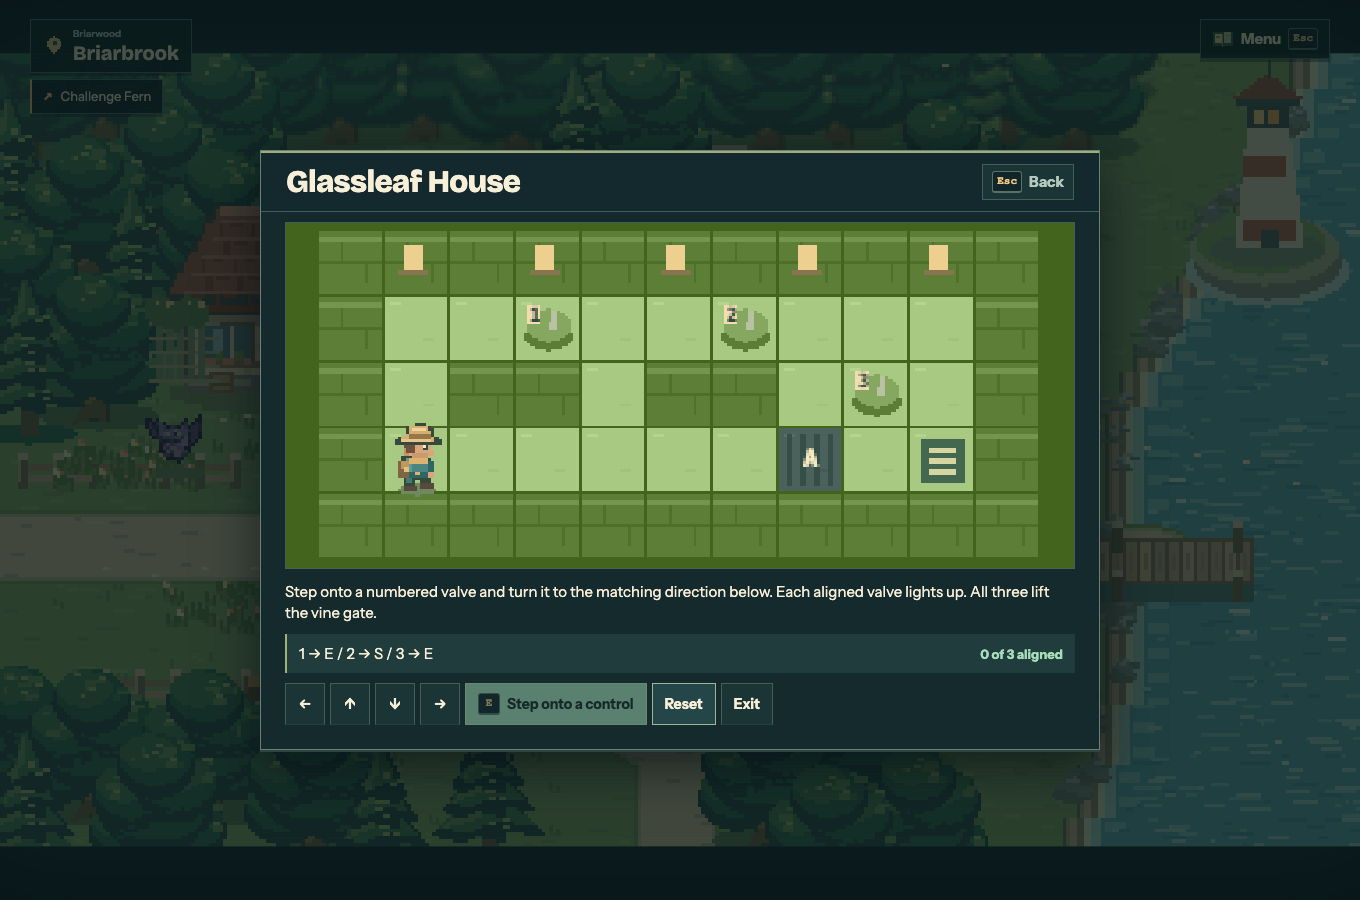 Briarwood
Briarbrook
Menu Esc
Challenge Fern
Glassleaf House
Esc Back
1
2
3
A
Step onto a numbered valve and turn it to the matching direction below. Each aligned valve lights up. All three lift
the vine gate.
1 → E / 2 → S / 3 → E
0 of 3 aligned
← ↑ ↓ → E Step onto a control Reset Exit